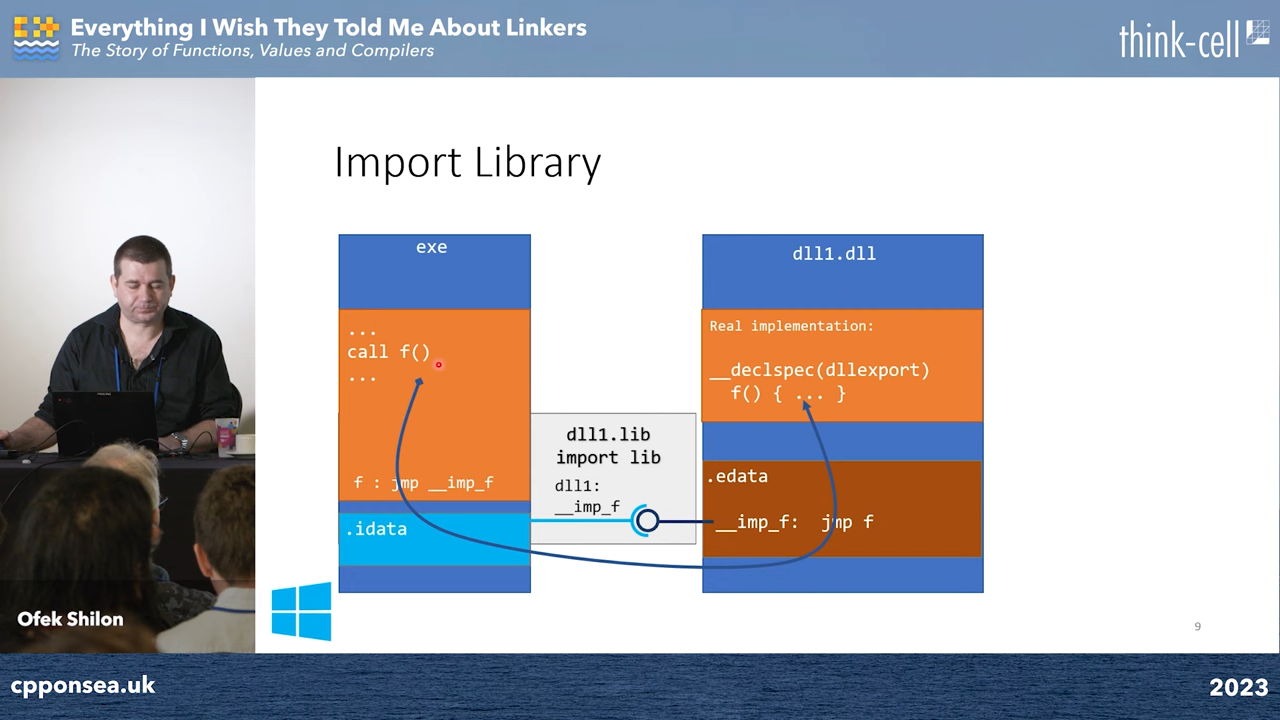 Everything I Wish They Told Me About Linkers
The Story of Functions, Values and Compilers
think-cell
Import Library
exe
...
call f()
...
f : jmp __imp_f
.idata
dll1.lib
import lib
dll1:
__imp_f
dll1.dll
Real implementation:
__declspec(dllexport)
f() { ... }
.edata
__imp_f: jmp f
9
Ofek Shilon
cpponsea.uk
2023